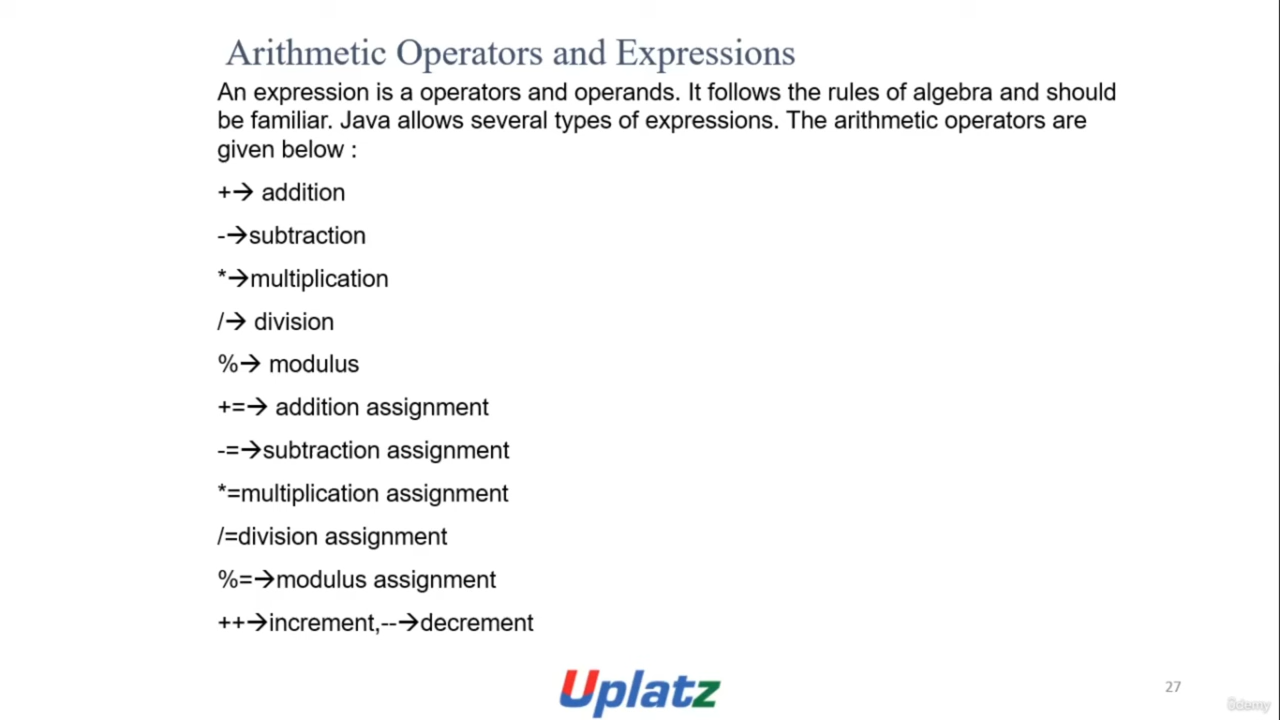 Arithmetic Operators and Expressions
An expression is a operators and operands. It follows the rules of algebra and should
be familiar. Java allows several types of expressions. The arithmetic operators are
given below :
+→ addition
-→subtraction
*→multiplication
/→ division
%→ modulus
+=→ addition assignment
-=→subtraction assignment
*=multiplication assignment
/=division assignment
%=→modulus assignment
++→increment,--→decrement
Uplatz
27
ûdemy